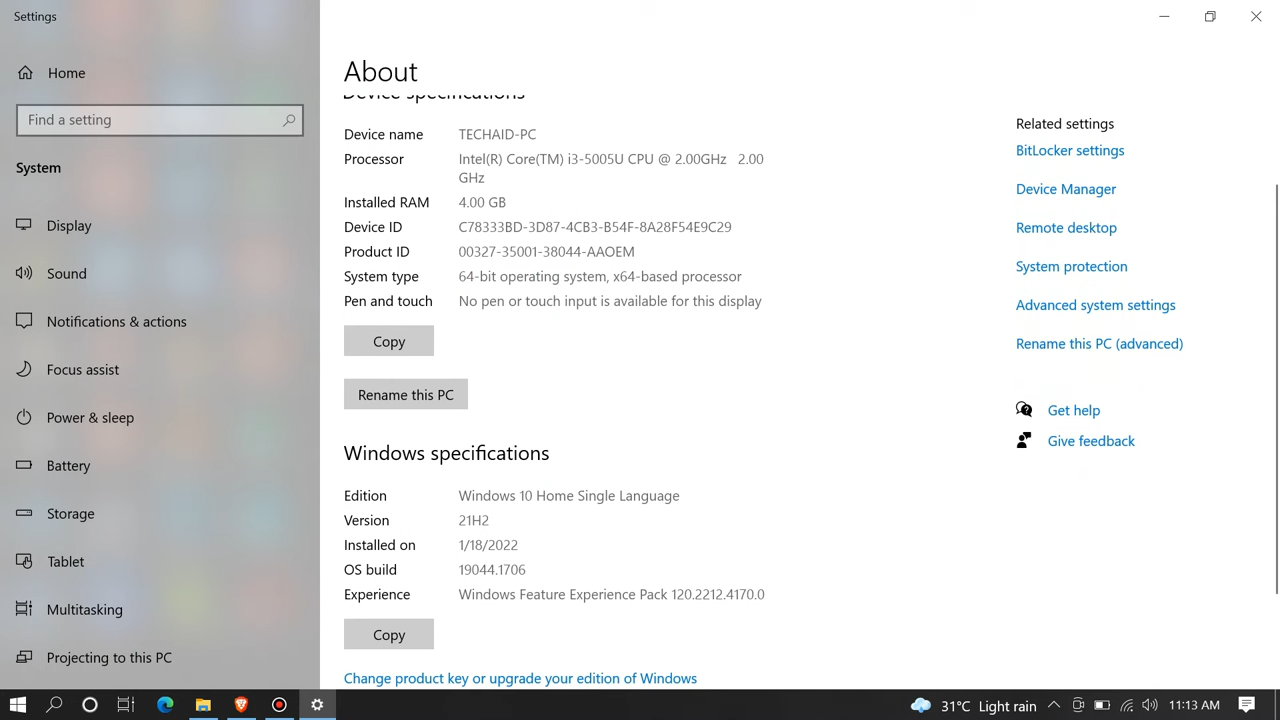 Settings
Home
Find a setting
System
Display
Sound
Notifications & actions
Focus assist
Power & sleep
Battery
Storage
Tablet
Multitasking
Projecting to this PC
About
Device specifications
Device name TECHAID-PC
Processor Intel(R) Core(TM) i3-5005U CPU @ 2.00GHz 2.00
GHz
Installed RAM 4.00 GB
Device ID C78333BD-3D87-4CB3-B54F-8A28F54E9C29
Product ID 00327-35001-38044-AAOEM
System type 64-bit operating system, x64-based processor
Pen and touch No pen or touch input is available for this display
Copy
Rename this PC
Windows specifications
Edition Windows 10 Home Single Language
Version 21H2
Installed on 1/18/2022
OS build 19044.1706
Experience Windows Feature Experience Pack 120.2212.4170.0
Copy
Change product key or upgrade your edition of Windows
Related settings
BitLocker settings
Device Manager
Remote desktop
System protection
Advanced system settings
Rename this PC (advanced)
Get help
Give feedback
31°C Light rain 11:13 AM